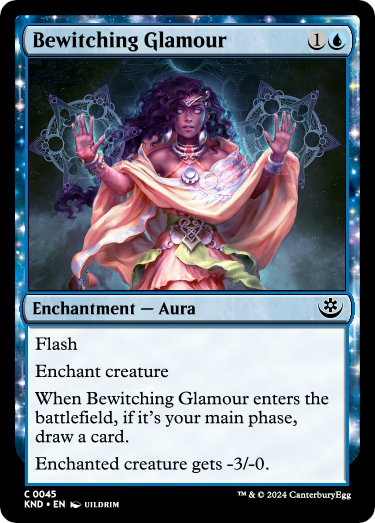 Bewitching Glamour 1
Enchantment — Aura
Flash
Enchant creature
When Bewitching Glamour enters the
battlefield, if it's your main phase,
draw a card.
Enchanted creature gets -3/-0.
C 0045
KND • EN UILDRIM
™ & © 2024 CanterburyEgg